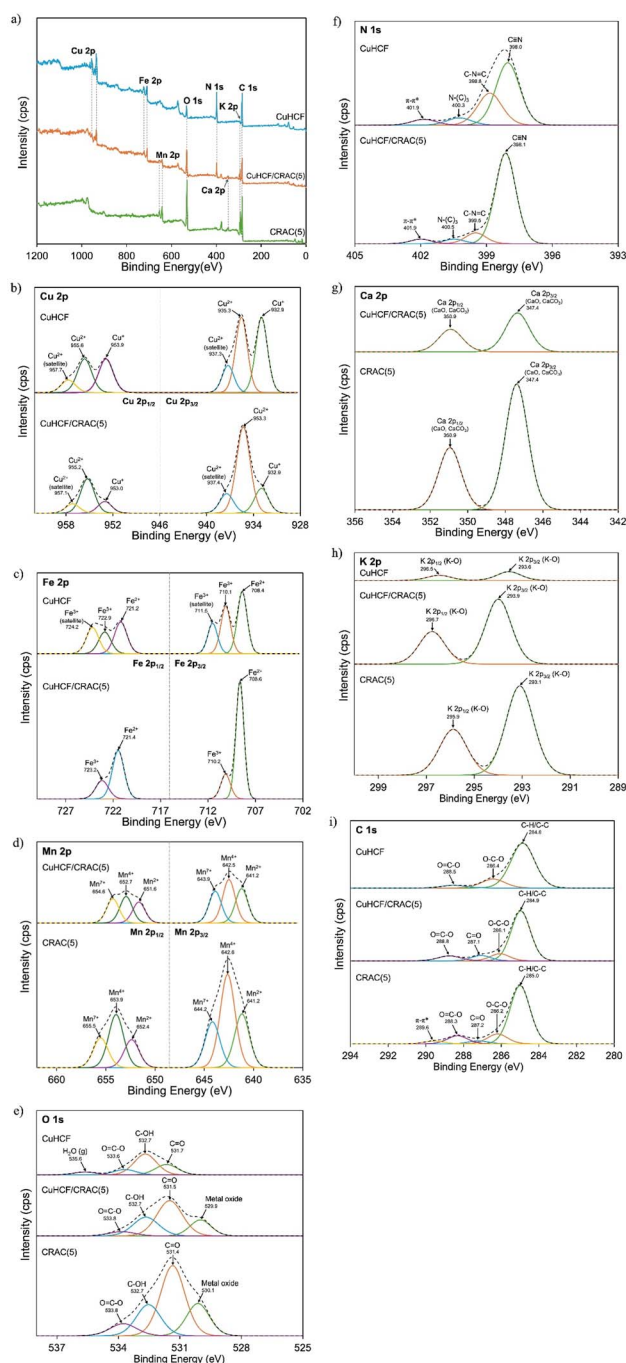 a)
Intensity (cps)
Cu 2p
Fe 2p
O 1s
N 1s
C 1s
K 2p
CuHCF
Mn 2p
CuHCF/CRAC(5)
Ca 2p
CRAC(5)
1200 1000 800 600 400 200 0
Binding Energy(eV)
b)
Cu 2p
CuHCF
Intensity (cps)
Cu²⁺
(satellite)
957.7
Cu²⁺
955.6
Cu⁺
953.9
Cu²⁺
(satellite)
937.3
Cu²⁺
935.3
Cu⁺
932.9
Cu 2p1/2 Cu 2p3/2
CuHCF/CRAC(5)
Cu²⁺
(satellite)
957.1
Cu²⁺
955.2
Cu⁺
953.0
Cu²⁺
(satellite)
937.4
Cu²⁺
953.3
Cu⁺
932.9
958 952 946 940 934 928
Binding Energy (eV)
c)
Fe 2p
CuHCF
Intensity (cps)
Fe³⁺
(satellite)
724.2
Fe³⁺
722.9
Fe²⁺
721.2
Fe³⁺
(satellite)
711.5
Fe³⁺
710.1
Fe²⁺
708.4
Fe 2p1/2 Fe 2p3/2
CuHCF/CRAC(5)
Fe³⁺
723.2
Fe²⁺
721.4
Fe³⁺
710.2
Fe²⁺
708.6
727 722 717 712 707 702
Binding Energy (eV)
d)
Mn 2p
CuHCF/CRAC(5)
Intensity (cps)
Mn⁷⁺
654.6
Mn⁴⁺
652.7
Mn²⁺
651.6
Mn⁷⁺
643.9
Mn⁴⁺
642.5
Mn²⁺
641.2
Mn 2p1/2 Mn 2p3/2
CRAC(5)
Mn⁷⁺
655.5
Mn⁴⁺
653.9
Mn²⁺
652.4
Mn⁷⁺
644.2
Mn⁴⁺
642.6
Mn²⁺
641.2
660 655 650 645 640 635
Binding Energy (eV)
e)
O 1s
CuHCF
Intensity (cps)
H₂O (g)
535.6
O=C-O
533.6
C-OH
532.7
C=O
531.7
CuHCF/CRAC(5)
O=C-O
533.8
C-OH
532.7
C=O
531.5
Metal oxide
529.9
CRAC(5)
O=C-O
533.8
C-OH
532.7
C=O
531.4
Metal oxide
530.1
537 534 531 528 525
Binding Energy (eV)
f)
N 1s
CuHCF
Intensity (cps)
π-π*
401.9
N-(C)₃
400.3
C-N=C
398.8
C≡N
398.0
CuHCF/CRAC(5)
π-π*
401.9
N-(C)₃
400.5
C-N=C
399.5
C≡N
398.1
405 402 399 396 393
Binding Energy (eV)
g)
Ca 2p
CuHCF/CRAC(5)
Intensity (cps)
Ca 2p1/2
(CaO, CaCO₃)
350.9
Ca 2p3/2
(CaO, CaCO₃)
347.4
CRAC(5)
Ca 2p1/2
(CaO, CaCO₃)
350.9
Ca 2p3/2
(CaO, CaCO₃)
347.4
356 354 352 350 348 346 344 342
Binding Energy (eV)
h)
K 2p
CuHCF
Intensity (cps)
K 2p1/2 (K-O)
296.5
K 2p3/2 (K-O)
293.6
CuHCF/CRAC(5)
K 2p1/2 (K-O)
296.7
K 2p3/2 (K-O)
293.9
CRAC(5)
K 2p1/2 (K-O)
295.9
K 2p3/2 (K-O)
293.1
299 297 295 293 291 289
Binding Energy (eV)
i)
C 1s
CuHCF
Intensity (cps)
O=C-O
288.5
O-C-O
286.4
C-H/C-C
284.8
CuHCF/CRAC(5)
O=C-O
288.8
C=O
287.1
O-C-O
286.1
C-H/C-C
284.9
CRAC(5)
π-π*
289.6
O=C-O
288.3
C=O
287.2
O-C-O
286.2
C-H/C-C
285.0
294 292 290 288 286 284 282 280
Binding Energy (eV)